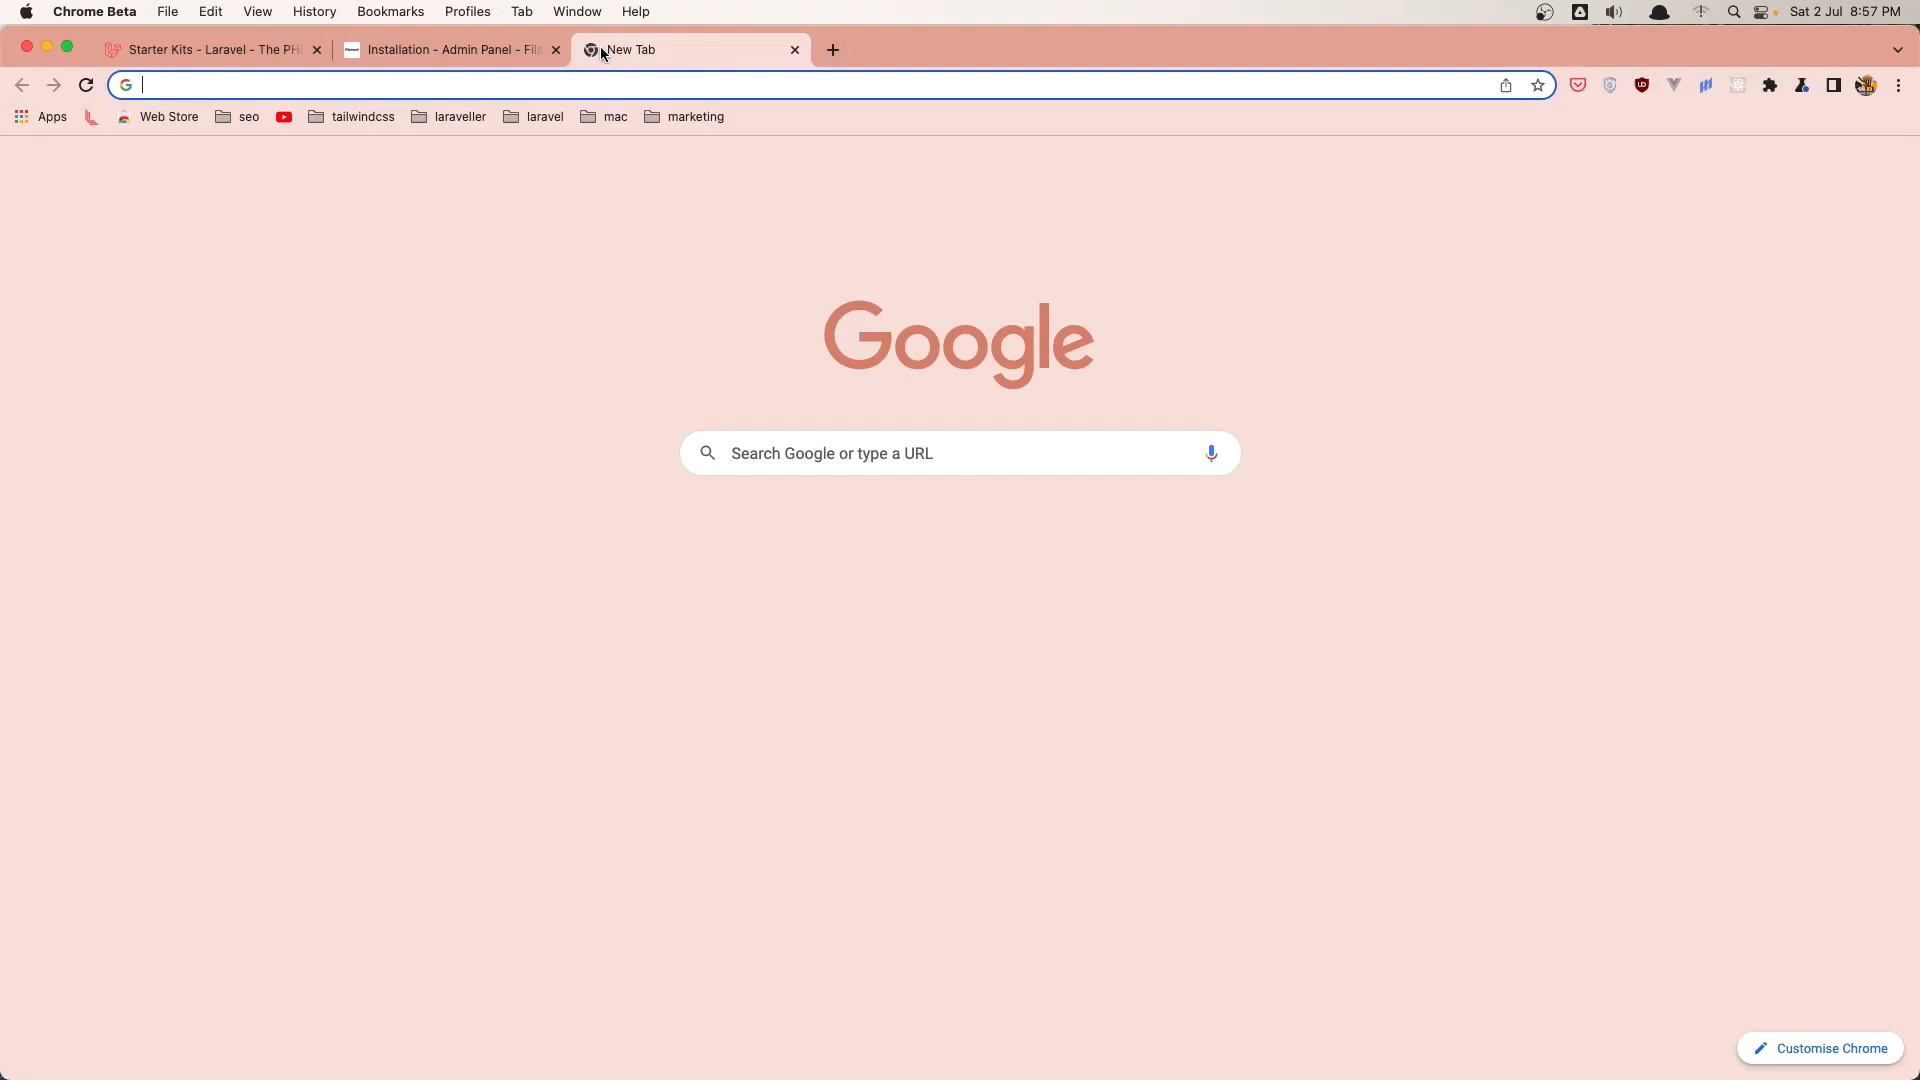 Chrome Beta File Edit View History Bookmarks Profiles Tab Window Help Sat 2 Jul 8:57 PM
Starter Kits - Laravel - The PH Installation - Admin Panel - Fila New Tab
Apps Web Store seo tailwindcss laraveller laravel mac marketing
Google
Search Google or type a URL
Customise Chrome